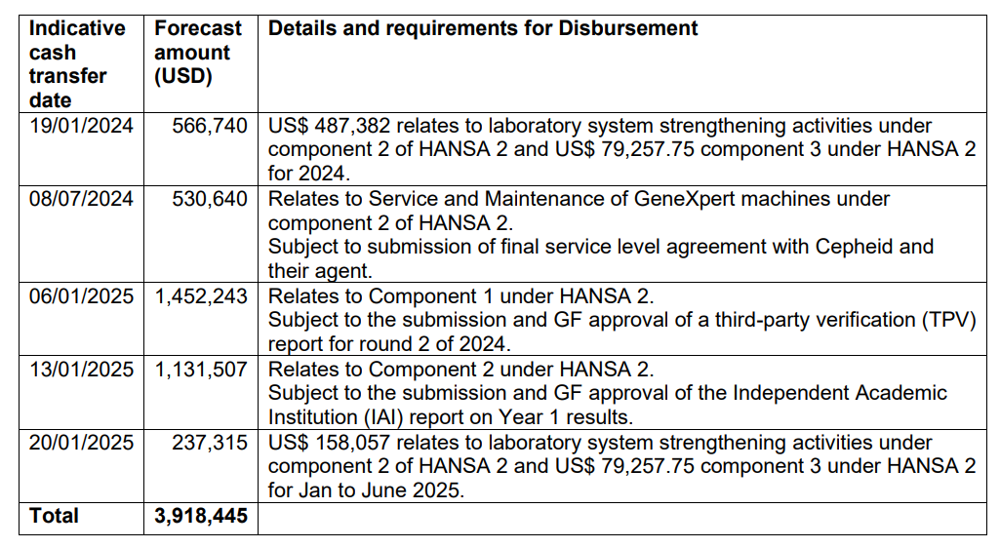 Indicative cash transfer date | Forecast amount (USD) | Details and requirements for Disbursement
19/01/2024 | 566,740 | US$ 487,382 relates to laboratory system strengthening activities under
component 2 of HANSA 2 and US$ 79,257.75 component 3 under HANSA 2
for 2024.
08/07/2024 | 530,640 | Relates to Service and Maintenance of GeneXpert machines under
component 2 of HANSA 2.
Subject to submission of final service level agreement with Cepheid and
their agent.
06/01/2025 | 1,452,243 | Relates to Component 1 under HANSA 2.
Subject to the submission and GF approval of a third-party verification (TPV)
report for round 2 of 2024.
13/01/2025 | 1,131,507 | Relates to Component 2 under HANSA 2.
Subject to the submission and GF approval of the Independent Academic
Institution (IAI) report on Year 1 results.
20/01/2025 | 237,315 | US$ 158,057 relates to laboratory system strengthening activities under
component 2 of HANSA 2 and US$ 79,257.75 component 3 under HANSA 2
for Jan to June 2025.
Total | 3,918,445